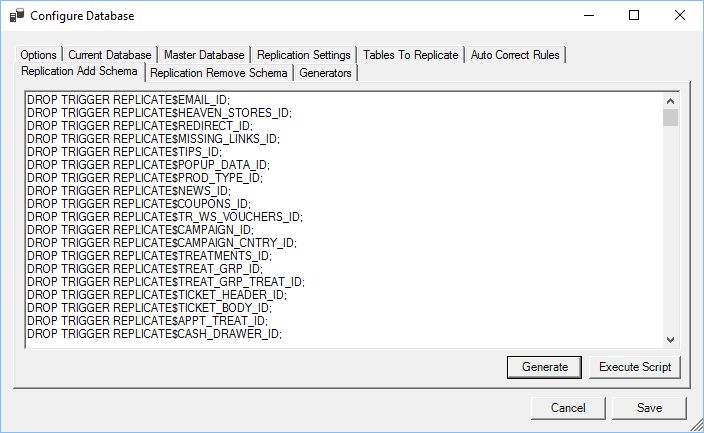 Configure Database
Options Current Database Master Database Replication Settings Tables To Replicate Auto Correct Rules
Replication Add Schema Replication Remove Schema Generators
DROP TRIGGER REPLICATE$EMAIL_ID;
DROP TRIGGER REPLICATE$HEAVEN_STORES_ID;
DROP TRIGGER REPLICATE$REDIRECT_ID;
DROP TRIGGER REPLICATE$MISSING_LINKS_ID;
DROP TRIGGER REPLICATE$TIPS_ID;
DROP TRIGGER REPLICATE$POPUP_DATA_ID;
DROP TRIGGER REPLICATE$PROD_TYPE_ID;
DROP TRIGGER REPLICATE$NEWS_ID;
DROP TRIGGER REPLICATE$COUPONS_ID;
DROP TRIGGER REPLICATE$TR_WS_VOUCHERS_ID;
DROP TRIGGER REPLICATE$CAMPAIGN_ID;
DROP TRIGGER REPLICATE$CAMPAIGN_CNTRY_ID;
DROP TRIGGER REPLICATE$TREATMENTS_ID;
DROP TRIGGER REPLICATE$TREAT_GRP_ID;
DROP TRIGGER REPLICATE$TREAT_GRP_TREAT_ID;
DROP TRIGGER REPLICATE$TICKET_HEADER_ID;
DROP TRIGGER REPLICATE$TICKET_BODY_ID;
DROP TRIGGER REPLICATE$APPT_TREAT_ID;
DROP TRIGGER REPLICATE$CASH_DRAWER_ID;
Generate Execute Script
Cancel Save